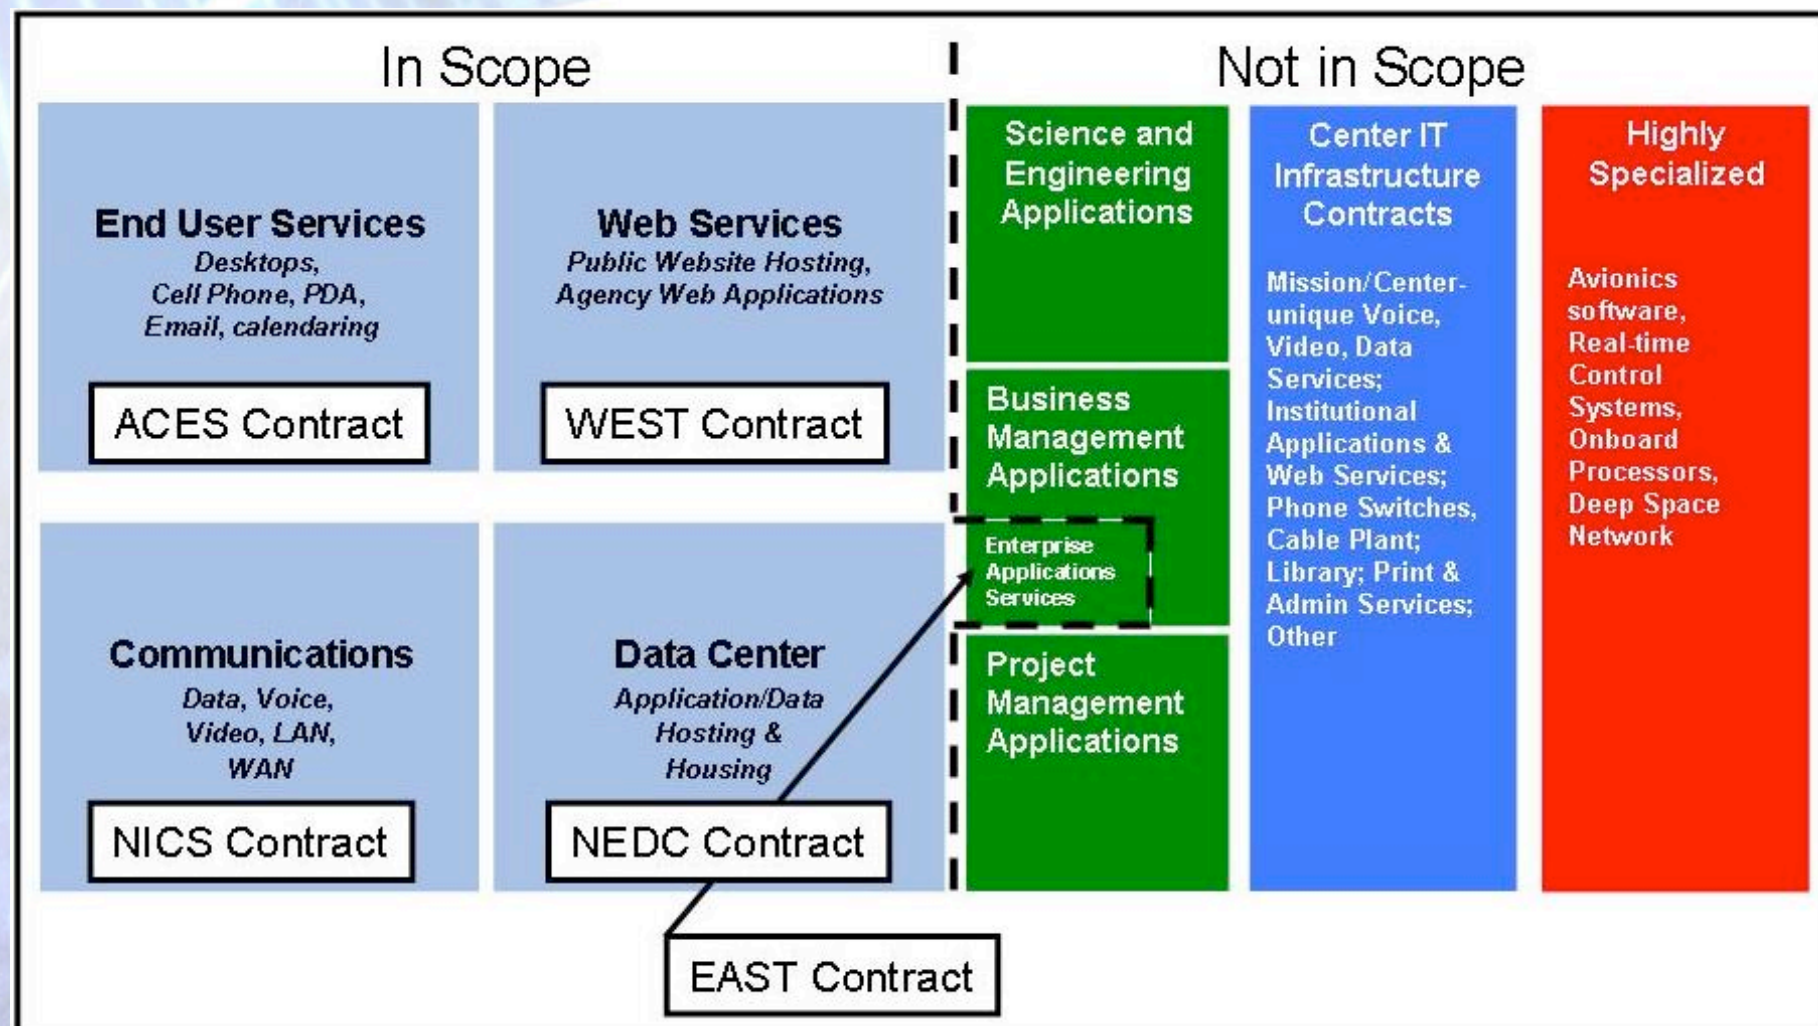 In Scope
Not in Scope
End User Services
Desktops,
Cell Phone, PDA,
Email, calendaring
ACES Contract
Web Services
Public Website Hosting,
Agency Web Applications
WEST Contract
Communications
Data, Voice,
Video, LAN,
WAN
NICS Contract
Data Center
Application/Data
Hosting &
Housing
NEDC Contract
EAST Contract
Science and
Engineering
Applications
Business
Management
Applications
Enterprise
Applications
Services
Project
Management
Applications
Center IT
Infrastructure
Contracts
Mission/Center-
unique Voice,
Video, Data
Services;
Institutional
Applications &
Web Services;
Phone Switches,
Cable Plant;
Library; Print &
Admin Services;
Other
Highly
Specialized
Avionics
software,
Real-time
Control
Systems,
Onboard
Processors,
Deep Space
Network